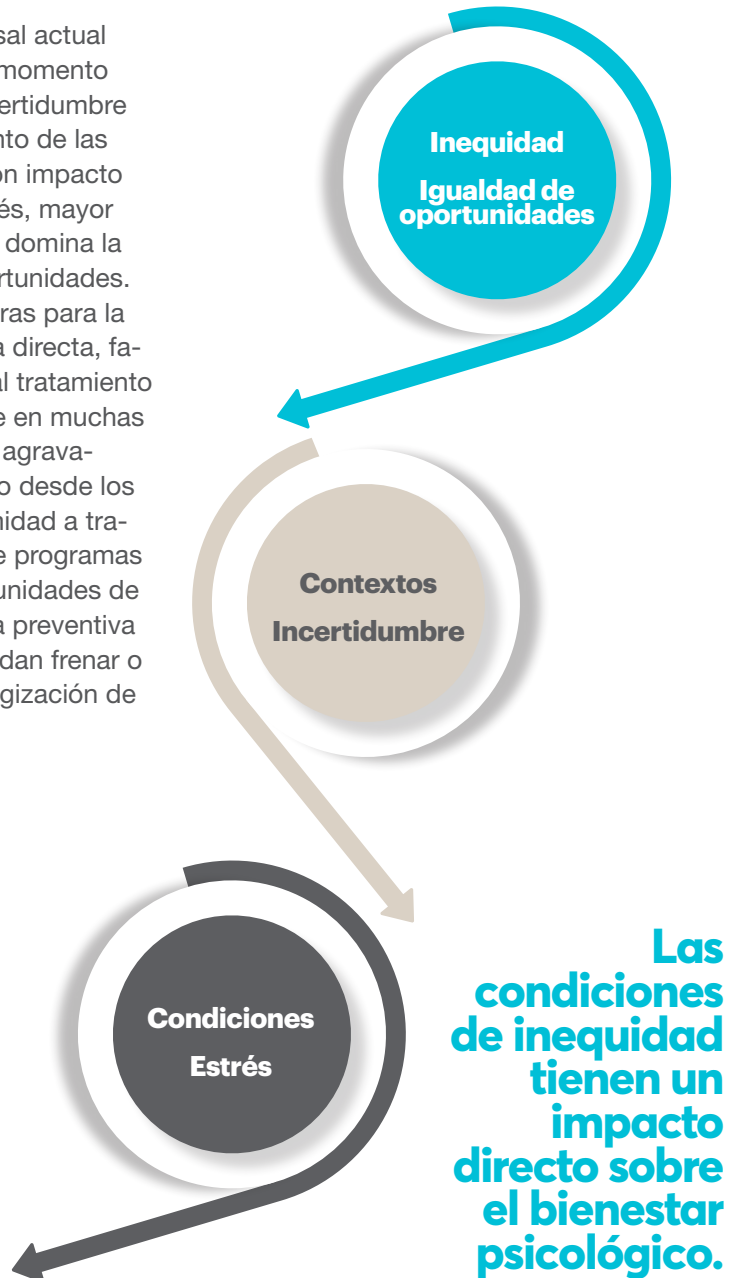 sal actual
momento
ertidumbre
nto de las
on impacto
és, mayor
domina la
rtunidades.
ras para la
a directa, fa-
al tratamiento
e en muchas
agrava-
o desde los
nidad a tra-
e programas
unidades de
a preventiva
dan frenar o
gización de
Inequidad
Igualdad de
oportunidades
Contextos
Incertidumbre
Condiciones
Estrés
Las
condiciones
de inequidad
tienen un
impacto
directo sobre
el bienestar
psicológico.